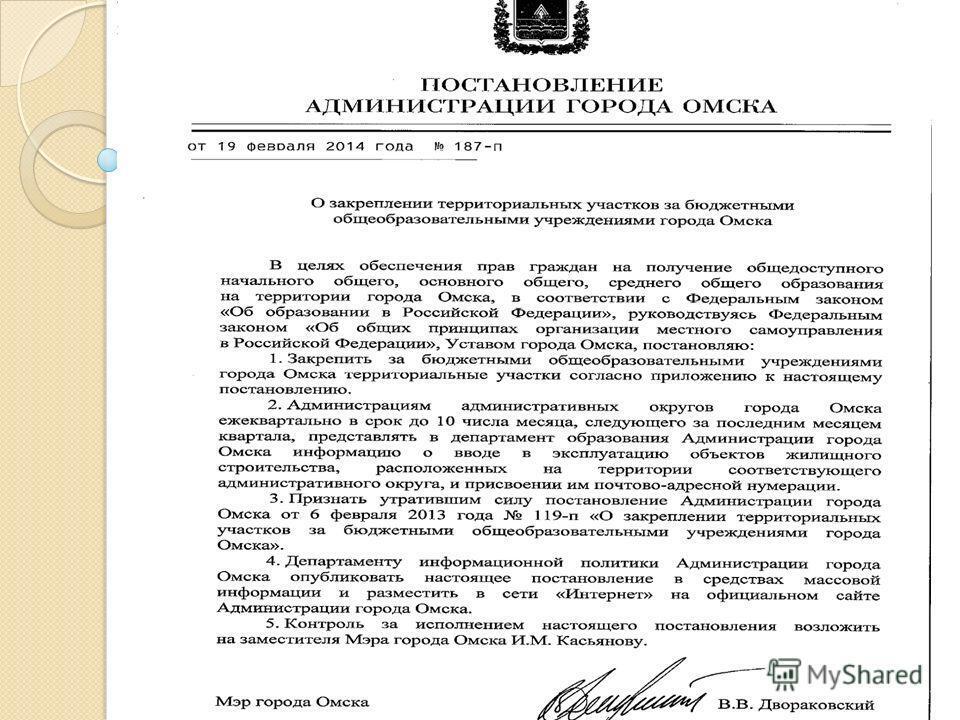 ПОСТАНОВЛЕНИЕ
АДМИНИСТРАЦИИ ГОРОДА ОМСКА
от 19 февраля 2014 года № 187-п
О закреплении территориальных участков за бюджетными
общеобразовательными учреждениями города Омска
В целях обеспечения прав граждан на получение общедоступного
начального общего, основного общего, среднего общего образования
на территории города Омска, в соответствии с Федеральным законом
«Об образовании в Российской Федерации», руководствуясь Федеральным
законом «Об общих принципах организации местного самоуправления
в Российской Федерации», Уставом города Омска, постановляю:
1. Закрепить за бюджетными общеобразовательными учреждениями
города Омска территориальные участки согласно приложению к настоящему
постановлению.
2. Администрациям административных округов города Омска
ежеквартально в срок до 10 числа месяца, следующего за последним месяцем
квартала, представлять в департамент образования Администрации города
Омска информацию о вводе в эксплуатацию объектов жилищного
строительства, расположенных на территории соответствующего
административного округа, и присвоении им почтово-адресной нумерации.
3. Признать утратившим силу постановление Администрации города
Омска от 6 февраля 2013 года № 119-п «О закреплении территориальных
участков за бюджетными общеобразовательными учреждениями города
Омска».
4. Департаменту информационной политики Администрации города
Омска опубликовать настоящее постановление в средствах массовой
информации и разместить в сети «Интернет» на официальном сайте
Администрации города Омска.
5. Контроль за исполнением настоящего постановления возложить
на заместителя Мэра города Омска И.М. Касьянову.
Мэр города Омска
В.В. Двораковский
MyShared